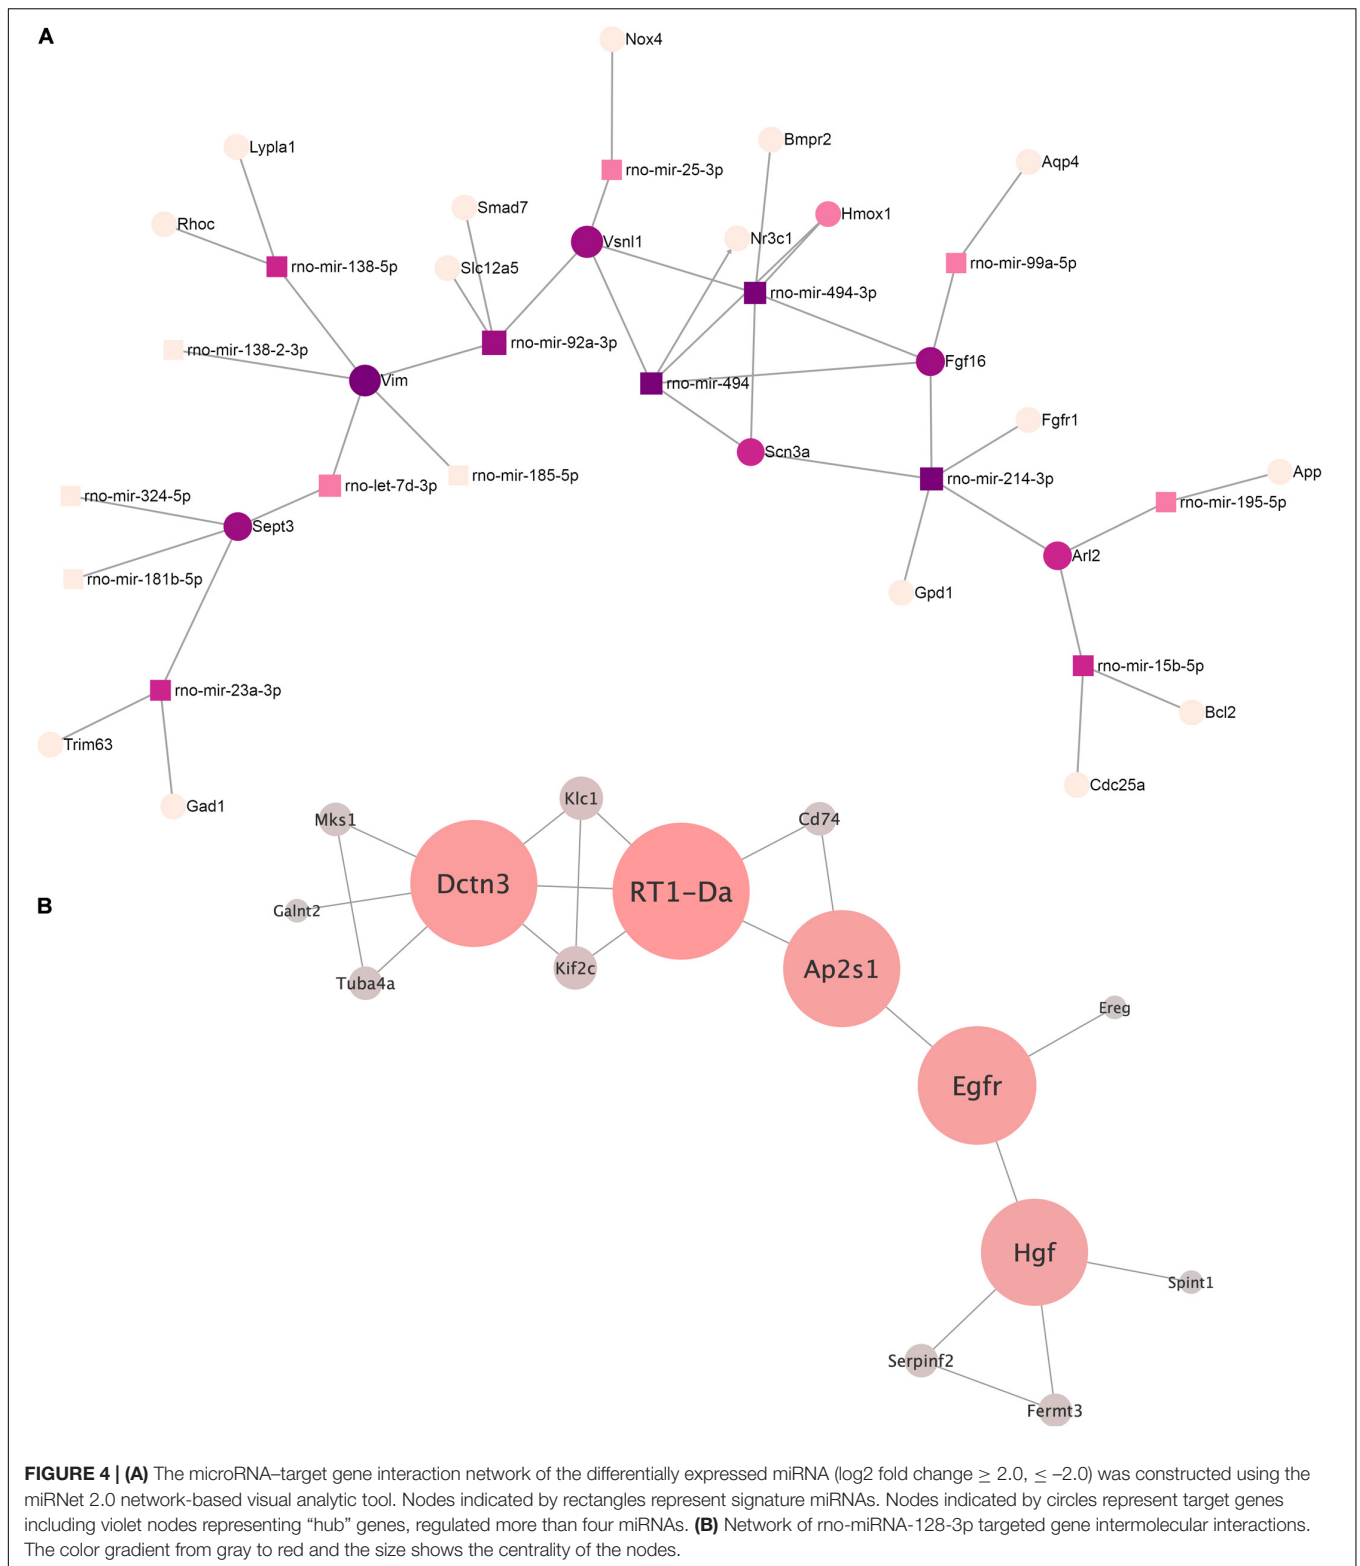 A
Nox4
Bmpr2
Lypla1
Aqp4
rno-mir-25-3p
Smad7
Hmox1
Rhoc
Nr3c1
Vsnl1
rno-mir-138-5p
Slc12a5
rno-mir-99a-5p
rno-mir-494-3p
rno-mir-92a-3p
rno-mir-138-2-3p
Fgf16
Vim
rno-mir-494
Fgfr1
Scn3a
rno-mir-185-5p
App
rno-mir-214-3p
rno-let-7d-3p
rno-mir-324-5p
rno-mir-195-5p
Sept3
Arl2
rno-mir-181b-5p
Gpd1
rno-mir-15b-5p
rno-mir-23a-3p
Bcl2
Trim63
Cdc25a
Gad1
B
Klc1
Mks1
Cd74
Dctn3
RT1-Da
Galnt2
Kif2c
Ap2s1
Tuba4a
Ereg
Egfr
Hgf
Spint1
Serpinf2
Fermt3
FIGURE 4 | (A) The microRNA–target gene interaction network of the differentially expressed miRNA (log2 fold change ≥ 2.0, ≤ –2.0) was constructed using the
miRNet 2.0 network-based visual analytic tool. Nodes indicated by rectangles represent signature miRNAs. Nodes indicated by circles represent target genes
including violet nodes representing “hub” genes, regulated more than four miRNAs. (B) Network of rno-miRNA-128-3p targeted gene intermolecular interactions.
The color gradient from gray to red and the size shows the centrality of the nodes.